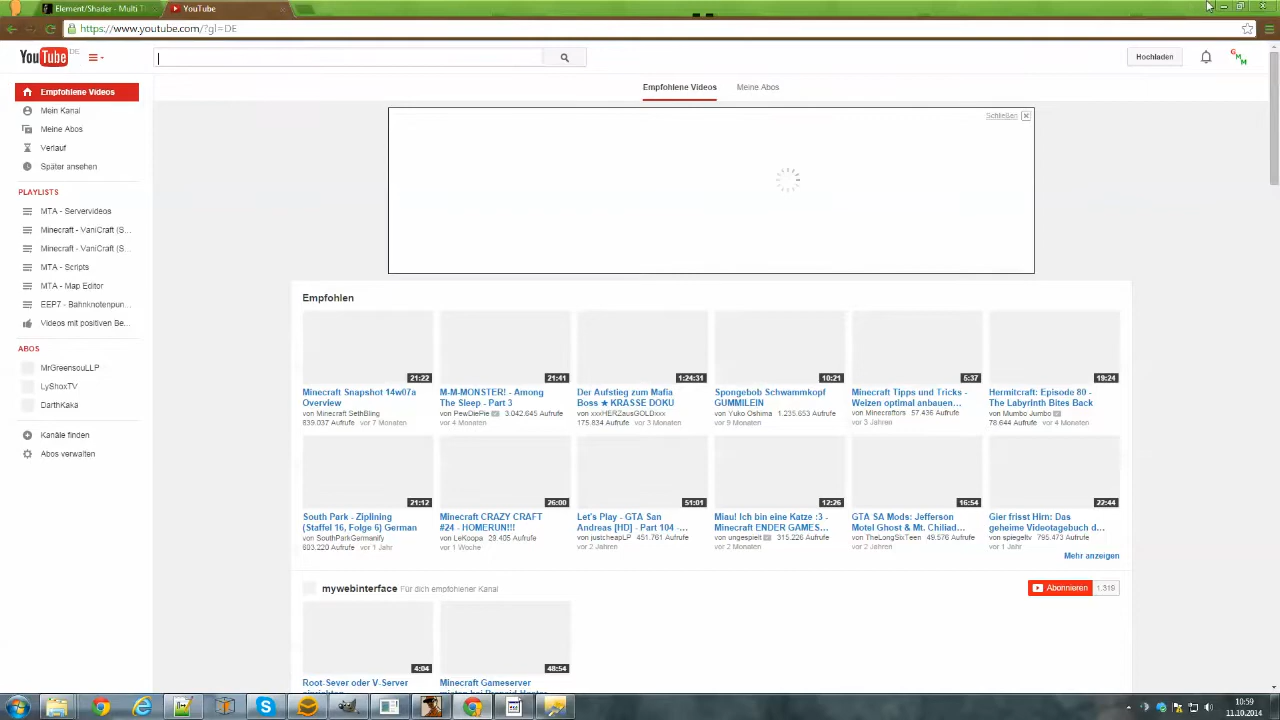 Element/Shader - Multi T
YouTube
https://www.youtube.com/?gl=DE
YouTube DE
Hochladen
Empfohlene Videos
Meine Abos
Empfohlene Videos
Mein Kanal
Meine Abos
Verlauf
Später ansehen
PLAYLISTS
MTA - Servervideos
Minecraft - VaniCraft (S...
Minecraft - VaniCraft (S...
MTA - Scripts
MTA - Map Editor
EEP7 - Bahnknotenpun...
Videos mit positiven Be...
ABOS
MrGreensouLLP
LyShoxTV
DarthKaka
Kanäle finden
Abos verwalten
Schließen
Empfohlen
21:22
Minecraft Snapshot 14w07a
Overview
von Minecraft SethBling
839.037 Aufrufe vor 7 Monaten
21:41
M-M-MONSTER! - Among
The Sleep - Part 3
von PewDiePie 3.042.645 Aufrufe
vor 4 Monaten
1:24:31
Der Aufstieg zum Mafia
Boss ★ KRASSE DOKU
von xxxHERZausGOLDxxx
175.834 Aufrufe vor 3 Monaten
10:21
Spongebob Schwammkopf
GUMMILEIN
von Yuko Oshima 1.235.653 Aufrufe
vor 9 Monaten
5:37
Minecraft Tipps und Tricks -
Weizen optimal anbauen...
von Minecraftors 57.436 Aufrufe
vor 3 Jahren
19:24
Hermitcraft: Episode 80 -
The Labyrinth Bites Back
von Mumbo Jumbo
78.644 Aufrufe vor 4 Monaten
21:12
South Park - Ziplining
(Staffel 16, Folge 6) German
von SouthParkGermanify
603.220 Aufrufe vor 1 Jahr
26:00
Minecraft CRAZY CRAFT
#24 - HOMERUN!!!
von LeKoopa 29.405 Aufrufe
vor 1 Woche
51:01
Let's Play - GTA San
Andreas [HD] - Part 104 -...
von justcheapLP 451.761 Aufrufe
vor 2 Jahren
12:26
Miau! Ich bin eine Katze :3 -
Minecraft ENDER GAMES...
von ungespielt 315.226 Aufrufe
vor 2 Monaten
16:54
GTA SA Mods: Jefferson
Motel Ghost & Mt. Chiliad...
von TheLongSixTeen 49.576 Aufrufe
vor 2 Jahren
22:44
Gier frisst Hirn: Das
geheime Videotagebuch d...
von spiegeltv 795.473 Aufrufe
vor 1 Jahr
Mehr anzeigen
mywebinterface Für dich empfohlener Kanal
Abonnieren 1.319
4:04
Root-Sever oder V-Server
48:54
Minecraft Gameserver
10:59
11.10.2014